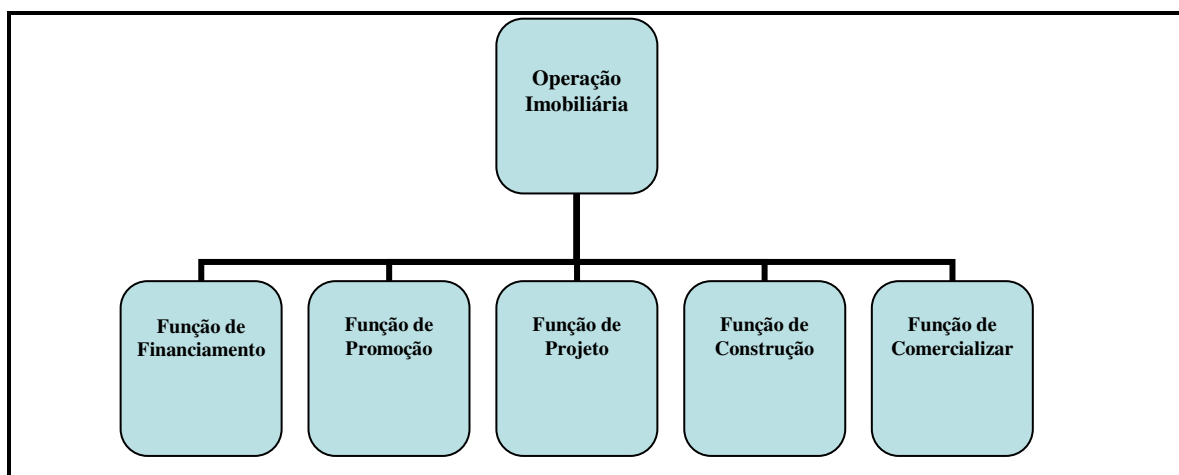 Operação
Imobiliária
Função de
Financiamento
Função de
Promoção
Função de
Projeto
Função de
Construção
Função de
Comercializar